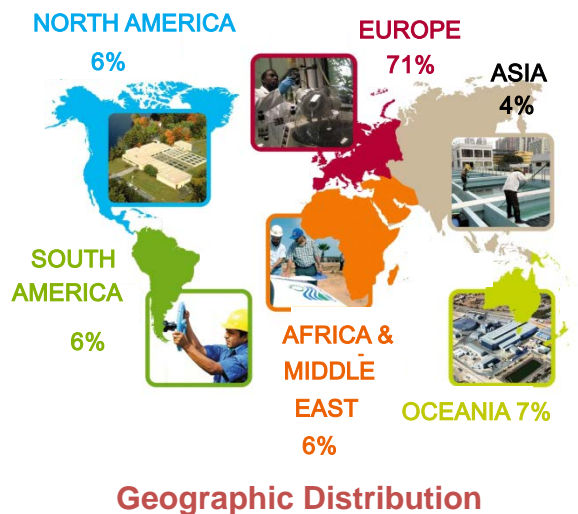 NORTH AMERICA
6%
EUROPE
71%
ASIA
4%
SOUTH
AMERICA
6%
AFRICA &
MIDDLE
EAST
6%
OCEANIA 7%
Geographic Distribution